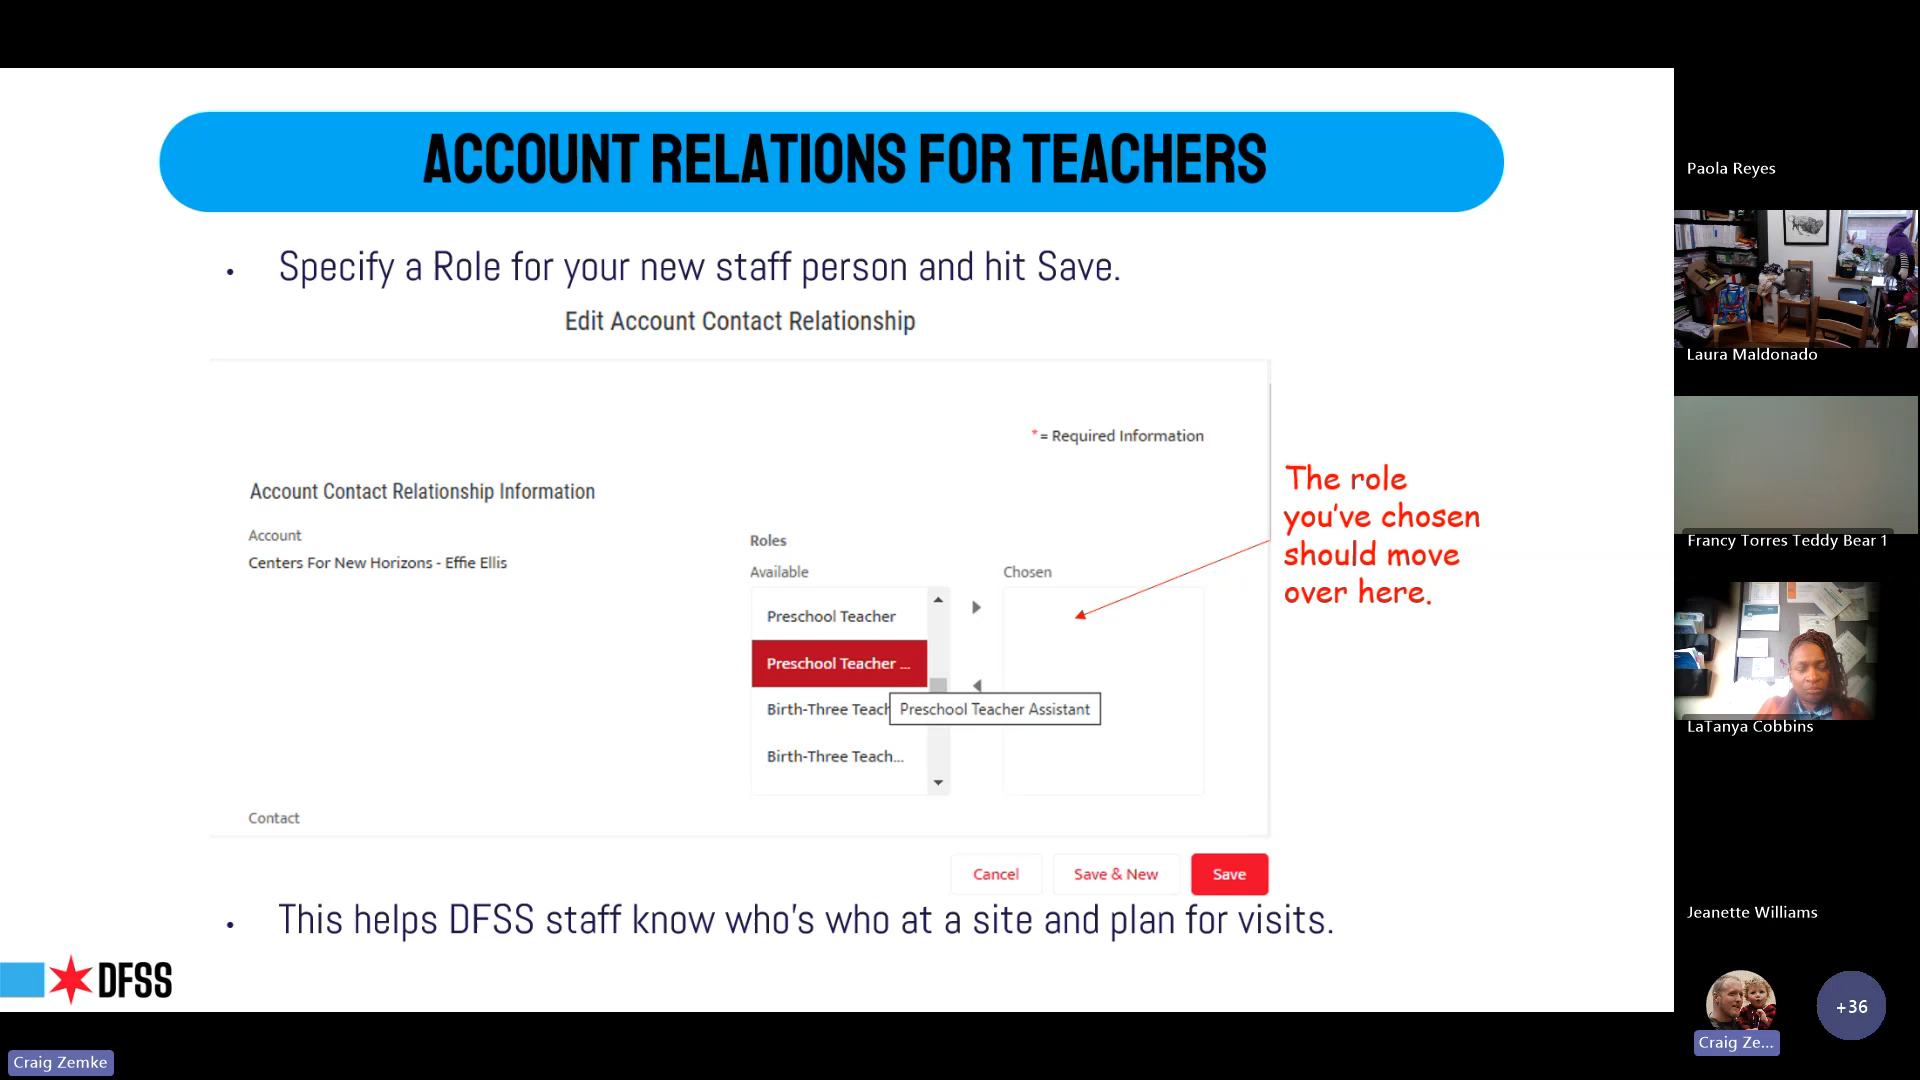 ACCOUNT RELATIONS FOR TEACHERS
• Specify a Role for your new staff person and hit Save.
Edit Account Contact Relationship
* = Required Information
Account Contact Relationship Information
Account
Centers For New Horizons - Effie Ellis
Roles
Available
Chosen
Preschool Teacher
Preschool Teacher ...
Birth-Three Teach
Preschool Teacher Assistant
Birth-Three Teach...
The role
you've chosen
should move
over here.
Contact
Cancel
Save & New
Save
• This helps DFSS staff know who's who at a site and plan for visits.
DFSS
Craig Zemke
Paola Reyes
Laura Maldonado
Francy Torres Teddy Bear 1
LaTanya Cobbins
Jeanette Williams
+36
Craig Ze...